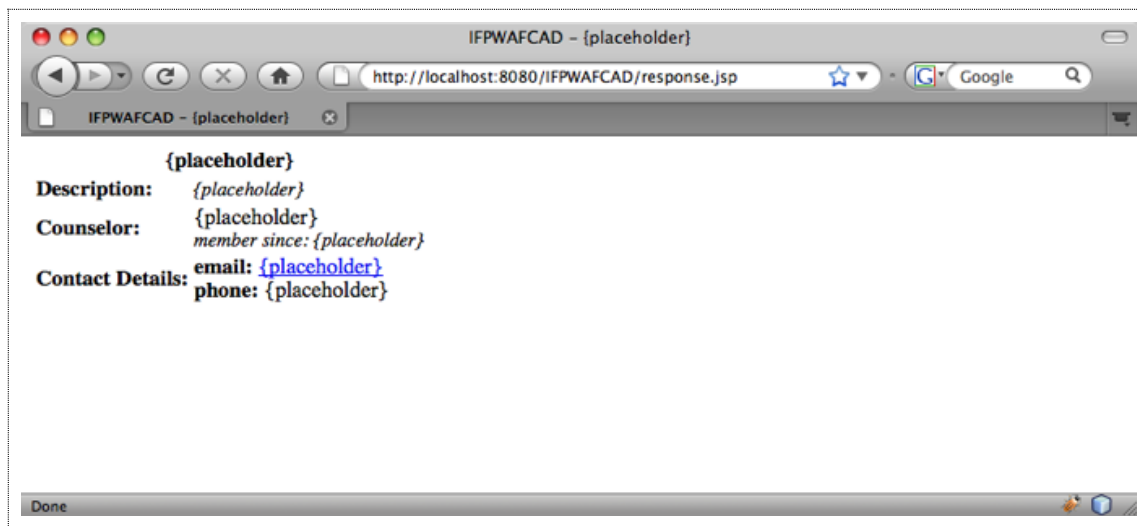 IFPWAFCAD – {placeholder}
http://localhost:8080/IFPWAFCAD/response.jsp
G
Google
IFPWAFCAD – {placeholder}
{placeholder}
Description: {placeholder}
Counselor: {placeholder}
member since: {placeholder}
Contact Details: email: {placeholder}
phone: {placeholder}
Done